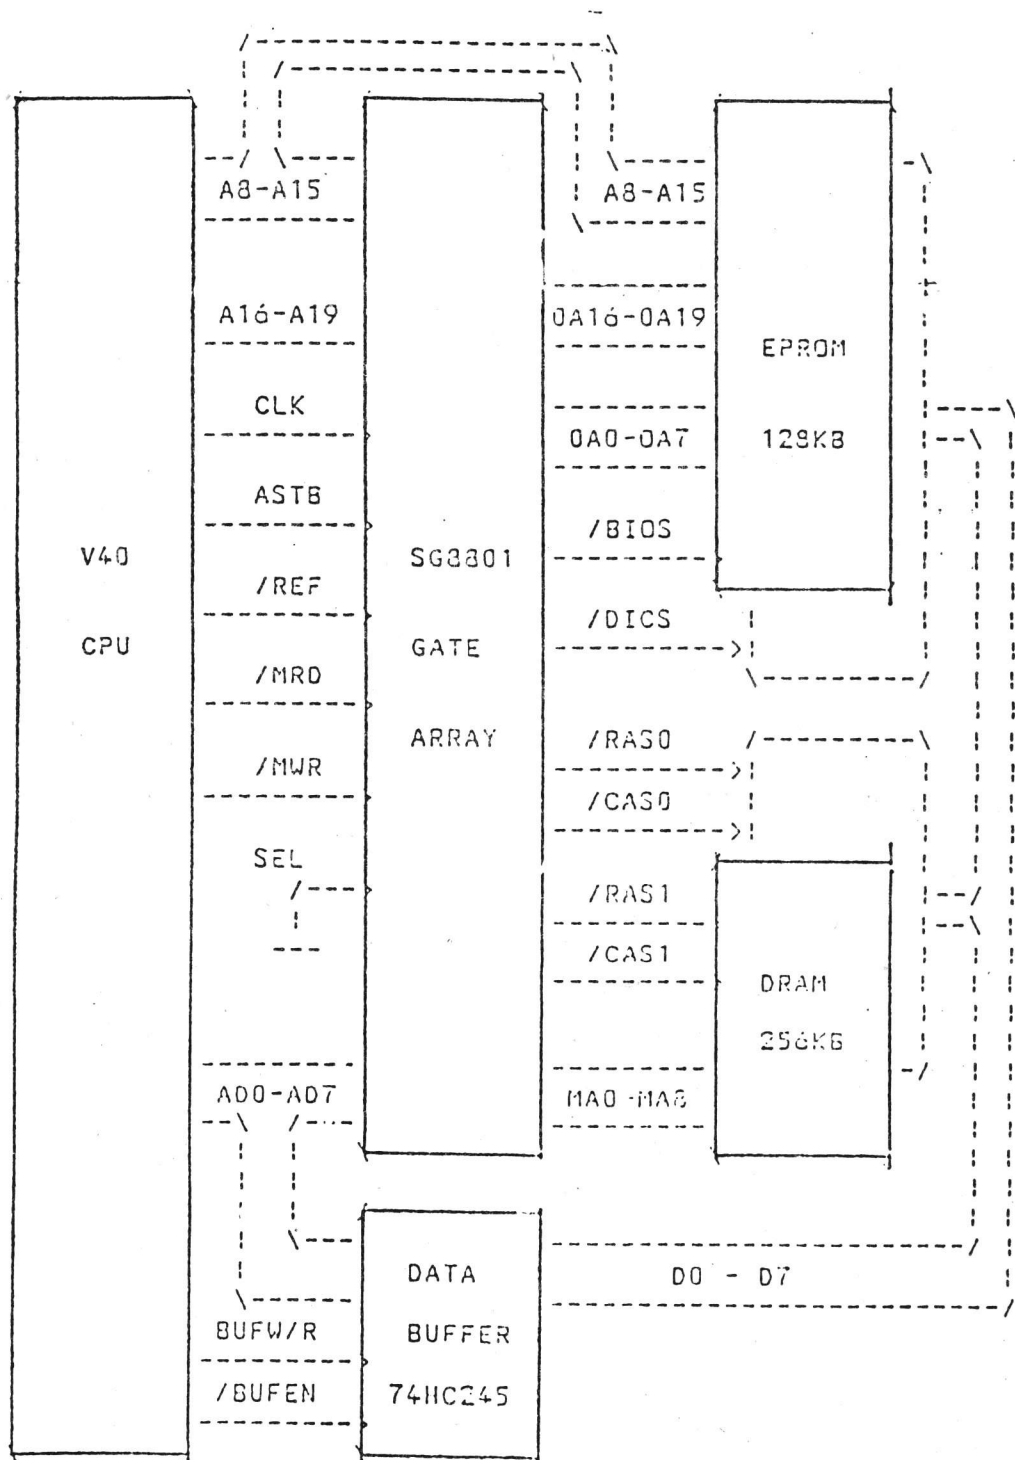 A8-A15
A8-A15
A16-A19
0A16-0A19
EPROM
CLK
0A0-0A7
128KB
ASTB
/BIOS
V40
SG8801
/REF
/DICS
CPU
GATE
/MRD
ARRAY
/RAS0
/MWR
/CAS0
SEL
/RAS1
/CAS1
DRAM
256KB
AD0-AD7
MA0-MA8
DATA
D0 - D7
BUFW/R
BUFFER
/BUFEN
74HC245